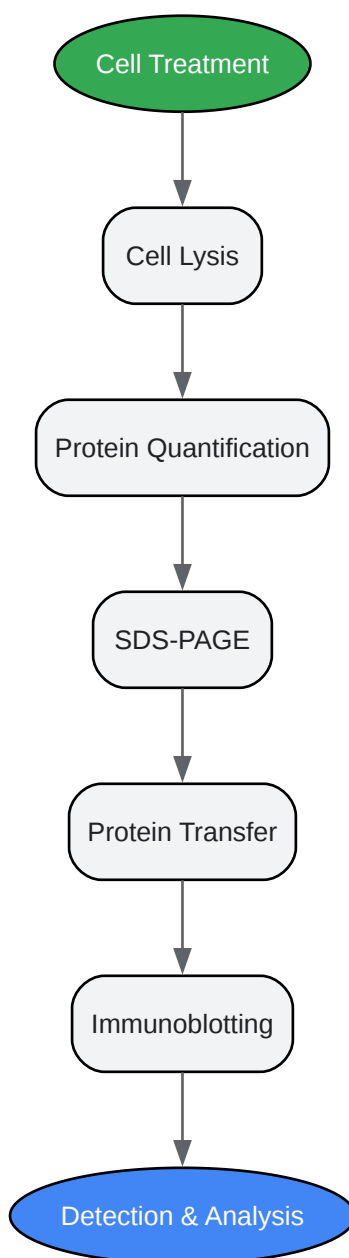 Cell Treatment
Cell Lysis
Protein Quantification
SDS-PAGE
Protein Transfer
Immunoblotting
Detection & Analysis